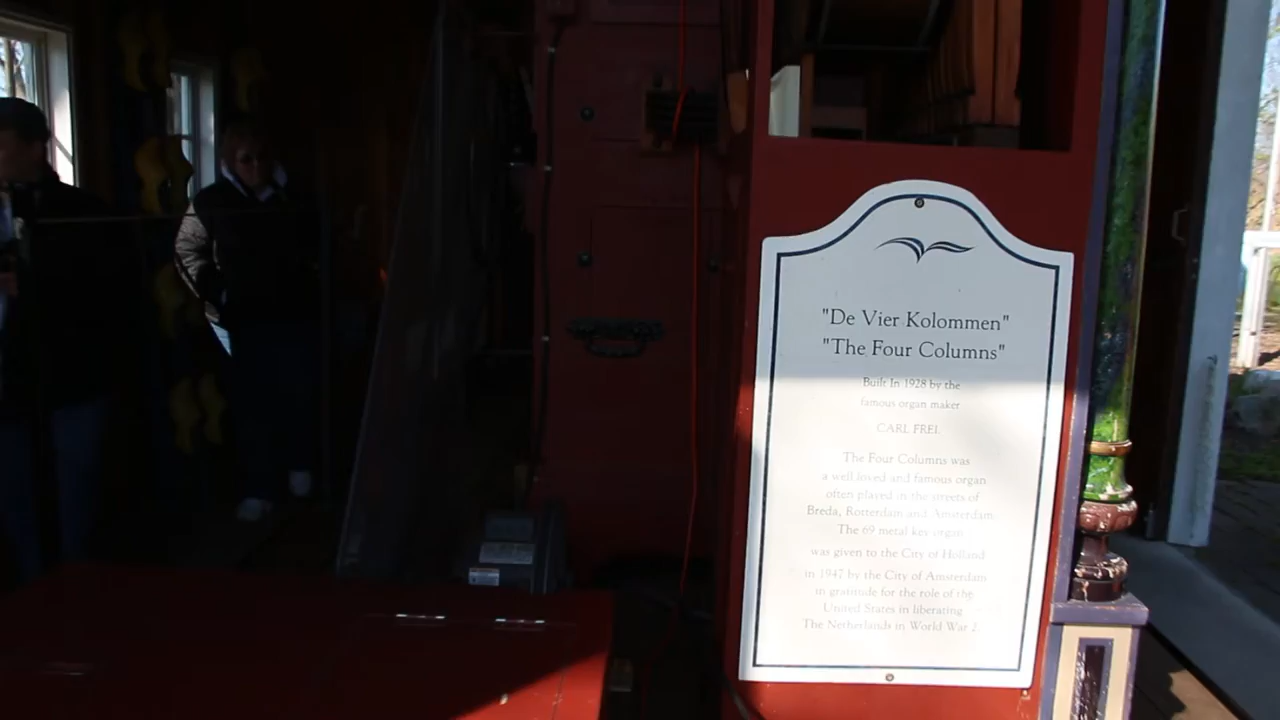 "De Vier Kolommen"
"The Four Columns"
Built In 1928 by the
famous organ maker
CARL FREI.
The Four Columns was
a well loved and famous organ
often played in the streets of
Breda, Rotterdam and Amsterdam.
The 69 metal key organ
was given to the City of Holland
in 1947 by the City of Amsterdam
in gratitude for the role of the
United States in liberating
The Netherlands in World War 2.